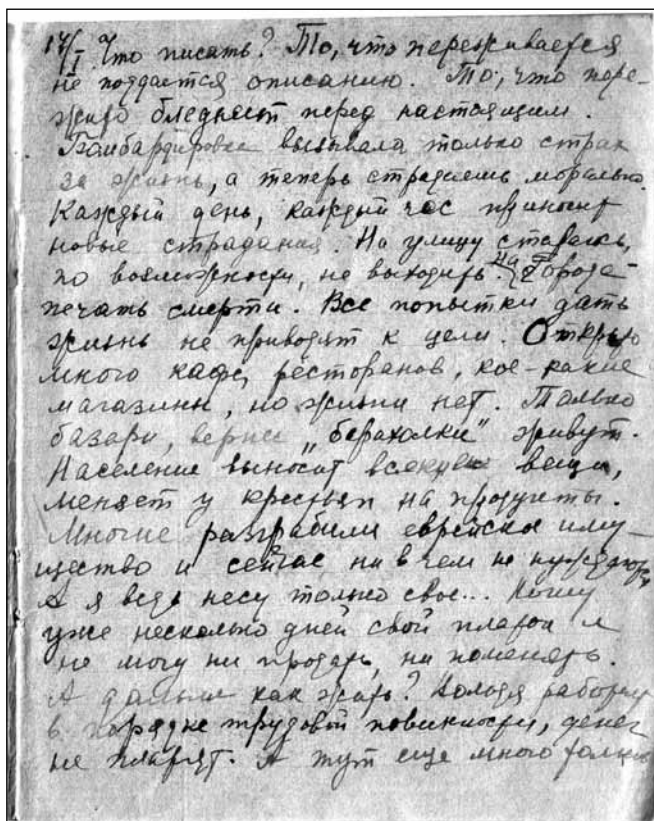 17/I Что писать? То, что переживается
не поддается описанию. То, что пере-
жито бледнеет перед настоящим.
Бомбардировка вызывала только страх
за жизнь, а теперь страдаешь морально.
Каждый день, каждый час приносит
новые страдания. На улицу стараюсь,
по возможности, не выходить. На городе
печать смерти. Все попытки дать
жизнь не приводят к цели. Открыто
много кафе, ресторанов, кое-какие
магазины, но жизни нет. Только
базары, вернее „барахолки" живут.
Население выносит всякие вещи,
меняет у крестьян на продукты.
Многие разграбили еврейское иму-
щество и сейчас ни в чем не нуждаются
А я ведь несу только свое... Ношу
уже несколько дней свой платок и
не могу ни продать, ни поменять.
А дальше как жить? Володя работает
в порядке трудовой повинности, денег
не платят. А тут еще много